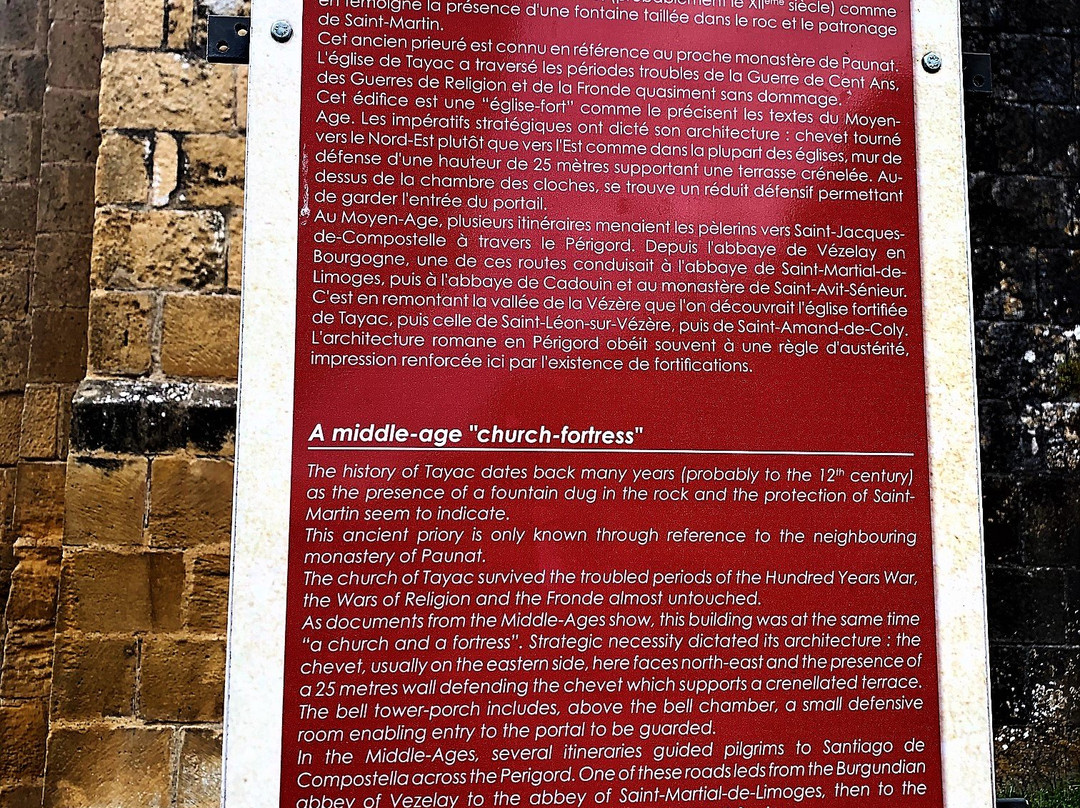 en témoigne la présence d'une fontaine taillée dans le roc et le patronage
de Saint-Martin.
Cet ancien prieuré est connu en référence au proche monastère de Paunat.
L'église de Tayac a traversé les périodes troubles de la Guerre de Cent Ans,
des Guerres de Religion et de la Fronde quasiment sans dommage.
Cet édifice est une “église-fort” comme le précisent les textes du Moyen-
Age. Les impératifs stratégiques ont dicté son architecture : chevet tourné
vers le Nord-Est plutôt que vers l'Est comme dans la plupart des églises, mur de
défense d'une hauteur de 25 mètres supportant une terrasse crénelée. Au-
dessus de la chambre des cloches, se trouve un réduit défensif permettant
de garder l'entrée du portail.
Au Moyen-Age, plusieurs itinéraires menaient les pèlerins vers Saint-Jacques-
de-Compostelle à travers le Périgord. Depuis l'abbaye de Vézelay en
Bourgogne, une de ces routes conduisait à l'abbaye de Saint-Martial-de-
Limoges, puis à l'abbaye de Cadouin et au monastère de Saint-Avit-Sénieur.
C'est en remontant la vallée de la Vézère que l'on découvrait l'église fortifiée
de Tayac, puis celle de Saint-Léon-sur-Vézère, puis de Saint-Amand-de-Coly.
L'architecture romane en Périgord obéit souvent à une règle d'austérité,
impression renforcée ici par l'existence de fortifications.
A middle-age "church-fortress"
The history of Tayac dates back many years (probably to the 12th century)
as the presence of a fountain dug in the rock and the protection of Saint-
Martin seem to indicate.
This ancient priory is only known through reference to the neighbouring
monastery of Paunat.
The church of Tayac survived the troubled periods of the Hundred Years War,
the Wars of Religion and the Fronde almost untouched.
As documents from the Middle-Ages show, this building was at the same time
“a church and a fortress”. Strategic necessity dictated its architecture : the
chevet, usually on the eastern side, here faces north-east and the presence of
a 25 metres wall defending the chevet which supports a crenellated terrace.
The bell tower-porch includes, above the bell chamber, a small defensive
room enabling entry to the portal to be guarded.
In the Middle-Ages, several itineraries guided pilgrims to Santiago de
Compostella across the Perigord. One of these roads leds from the Burgundian
abbey of Vezelay to the abbey of Saint-Martial-de-Limoges, then to the